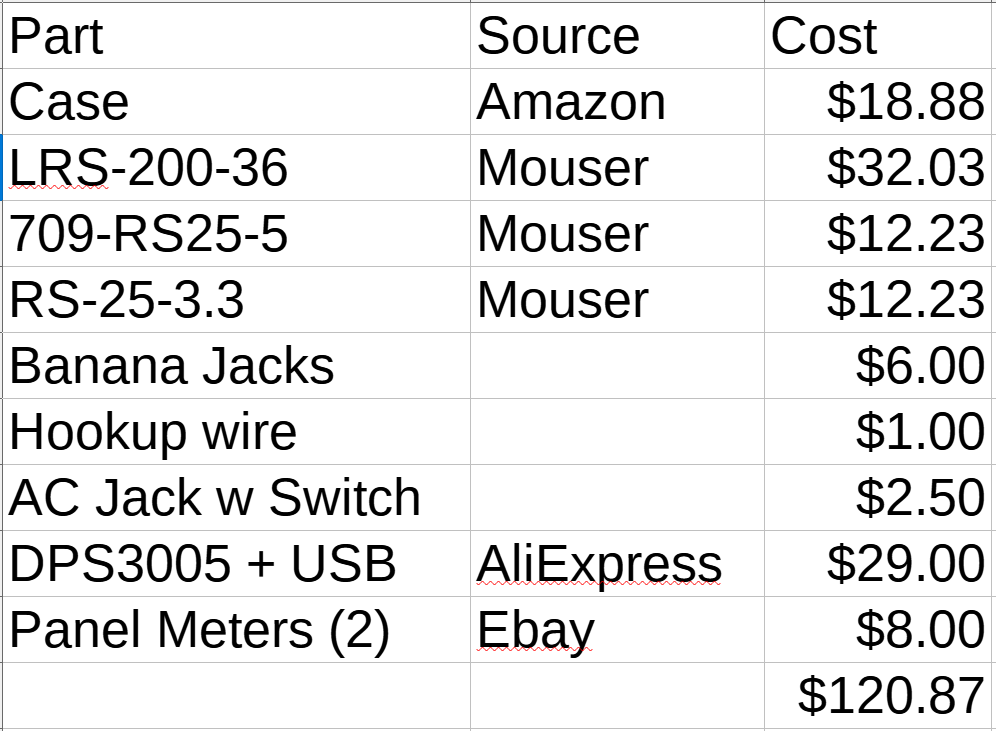 Part Source Cost
Case Amazon $18.88
LRS-200-36 Mouser $32.03
709-RS25-5 Mouser $12.23
RS-25-3.3 Mouser $12.23
Banana Jacks $6.00
Hookup wire $1.00
AC Jack w Switch $2.50
DPS3005 + USB AliExpress $29.00
Panel Meters (2) Ebay $8.00
$120.87